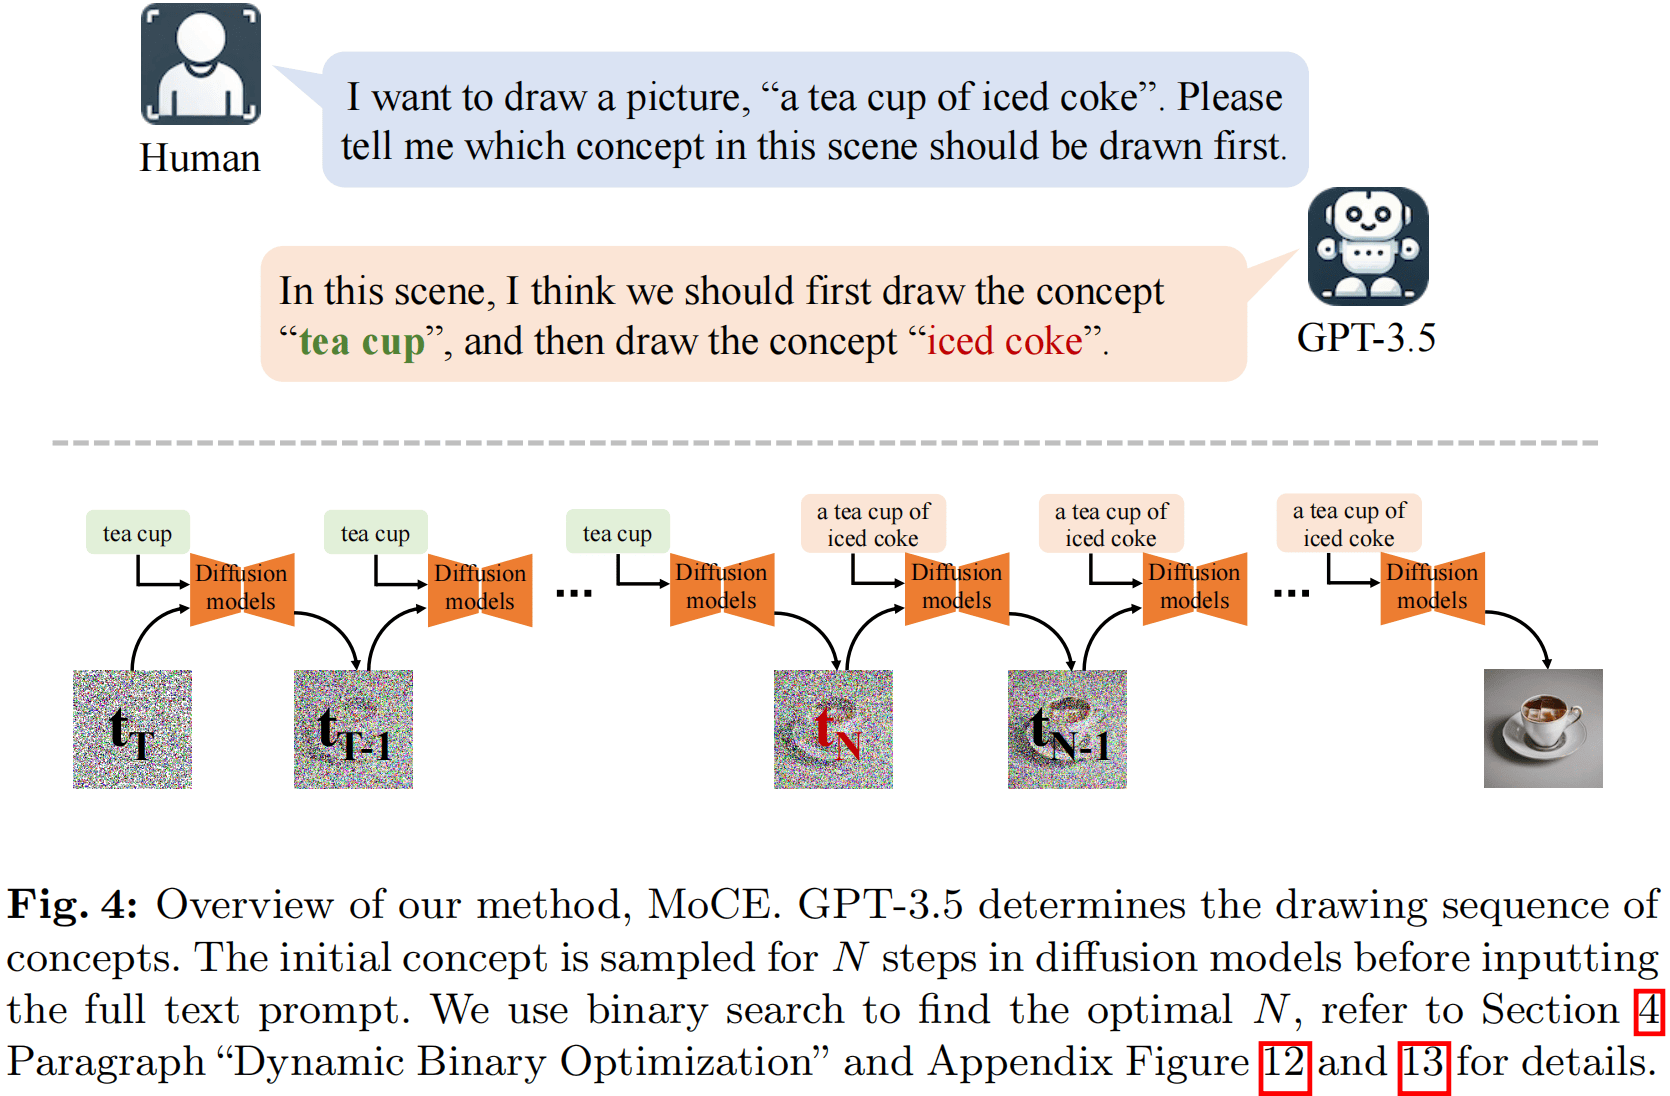 I want to draw a picture, “a tea cup of iced coke”. Please
tell me which concept in this scene should be drawn first.
Human
In this scene, I think we should first draw the concept
“tea cup”, and then draw the concept “iced coke”.
GPT-3.5
tea cup
tea cup
tea cup
a tea cup of
iced coke
a tea cup of
iced coke
a tea cup of
iced coke
Diffusion
models
Diffusion
models
...
Diffusion
models
Diffusion
models
Diffusion
models
...
Diffusion
models
tT
tT-1
tN
tN-1
Fig. 4: Overview of our method, MoCE. GPT-3.5 determines the drawing sequence of
concepts. The initial concept is sampled for N steps in diffusion models before inputting
the full text prompt. We use binary search to find the optimal N, refer to Section 4
Paragraph “Dynamic Binary Optimization” and Appendix Figure 12 and 13 for details.